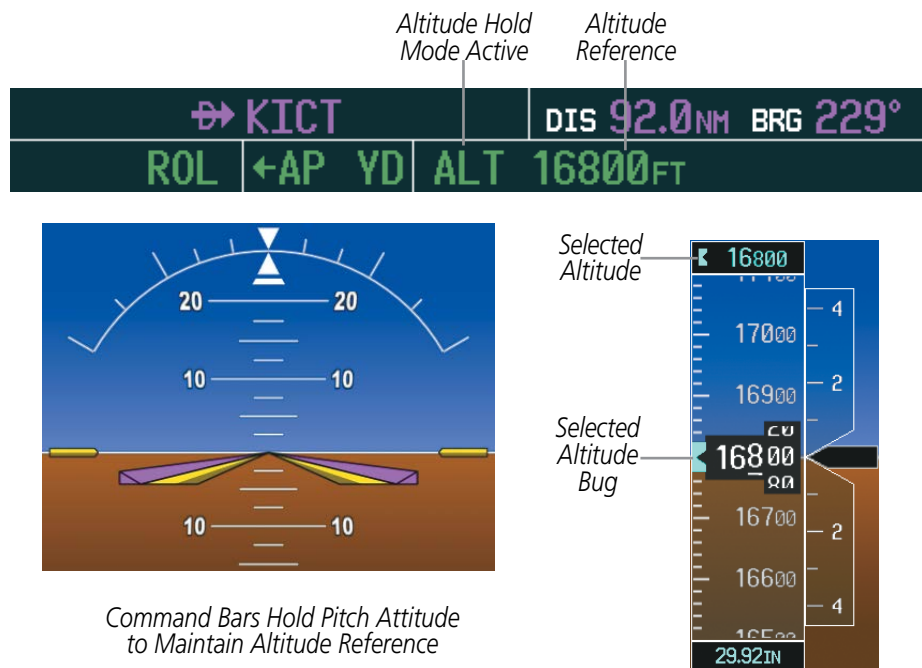 Altitude Hold Mode Active
Altitude Reference
KICT
DIS 92.0NM BRG 229°
ROL ←AP YD ALT 16800FT
20 20
10 10
10 10
Command Bars Hold Pitch Attitude
to Maintain Altitude Reference
Selected Altitude
16800
17000
16900
16800
80
16700
16600
29.92IN
4
2
2
4
Selected Altitude Bug